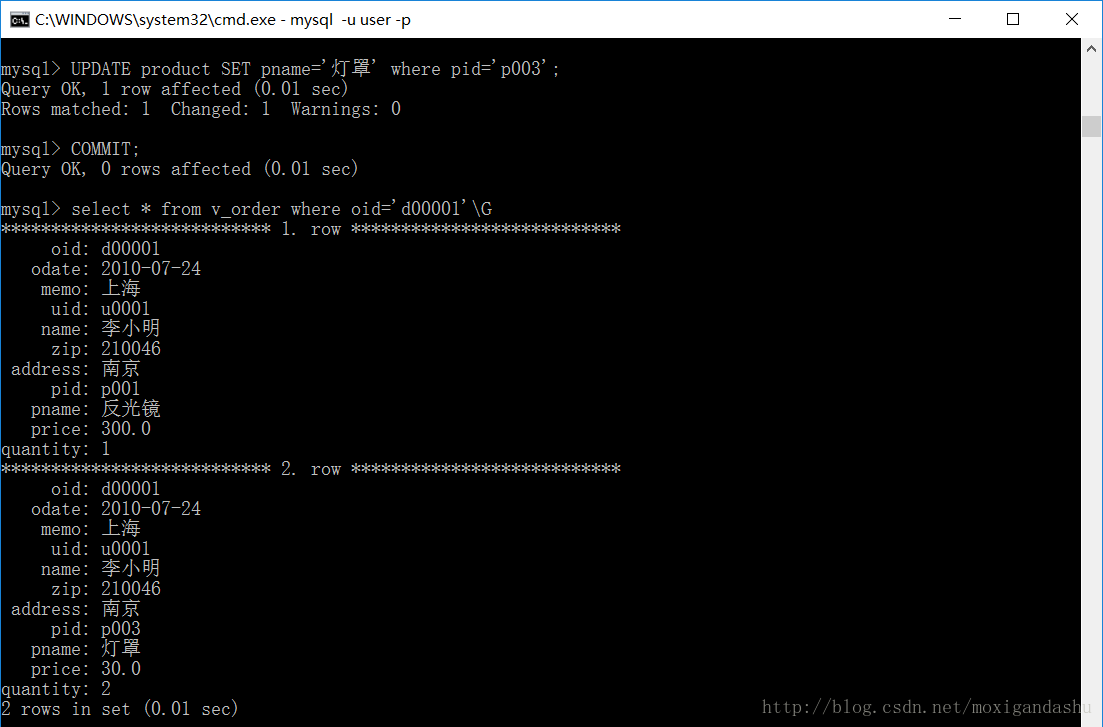 C:\WINDOWS\system32\cmd.exe - mysql  -u user -p
mysql> UPDATE product SET pname='灯罩' where pid='p003';
Query OK, 1 row affected (0.01 sec)
Rows matched: 1  Changed: 1  Warnings: 0
mysql> COMMIT;
Query OK, 0 rows affected (0.01 sec)
mysql> select * from v_order where oid='d00001'\G
*************************** 1. row ***************************
oid: d00001
odate: 2010-07-24
memo: 上海
uid: u0001
name: 李小明
zip: 210046
address: 南京
pid: p001
pname: 反光镜
price: 300.0
quantity: 1
*************************** 2. row ***************************
oid: d00001
odate: 2010-07-24
memo: 上海
uid: u0001
name: 李小明
zip: 210046
address: 南京
pid: p003
pname: 灯罩
price: 30.0
quantity: 2
2 rows in set (0.01 sec)
http://blog.csdn.net/moxigandashu